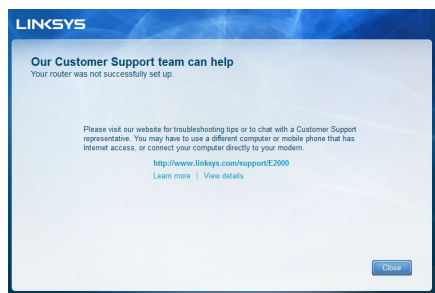 LINKSYS
Our Customer Support team can help
Your router was not successfully set up.
Please visit our website for troubleshooting tips or to chat with a Customer Support
representative. You may have to use a different computer or mobile phone that has
Internet access, or connect your computer directly to your modem.
http://www.linksys.com/support/E2000
Learn more | View details
Close